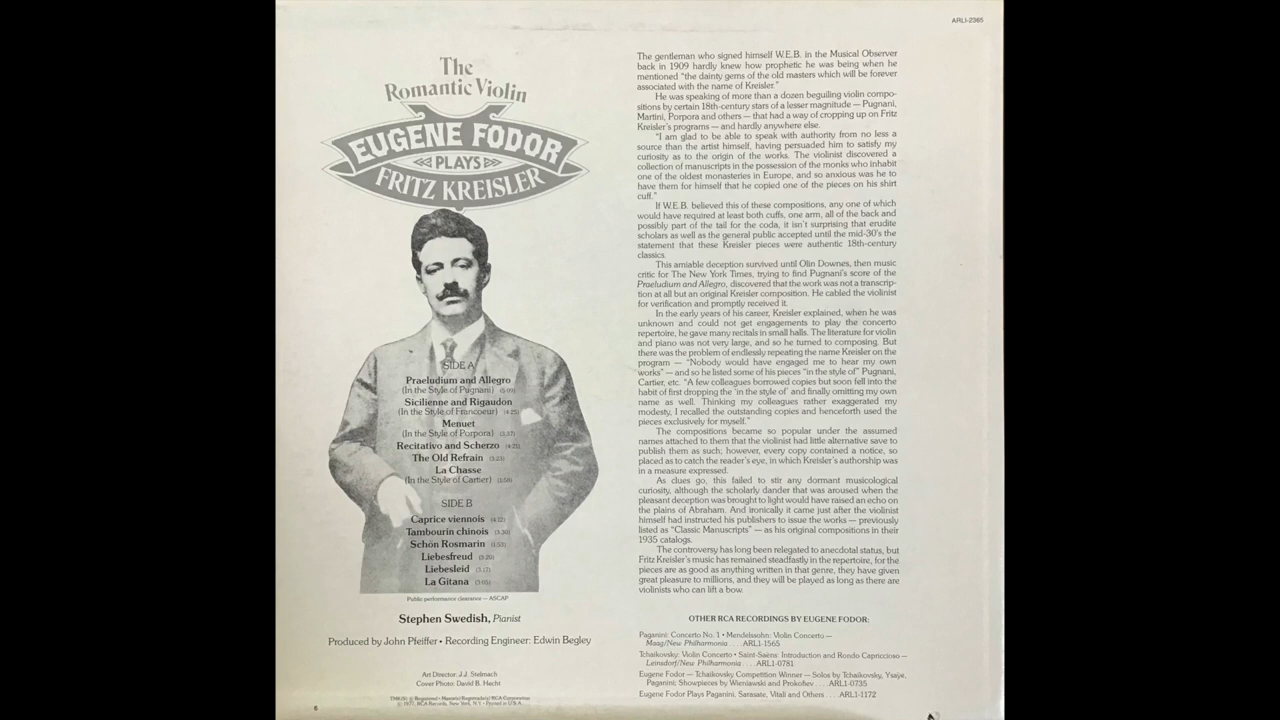 ARL1-2365
The
Romantic Violin
EUGENE FODOR
PLAYS
FRITZ KREISLER
SIDE A
Praeludium and Allegro
(In the Style of Pugnani)
Sicilienne and Rigaudon
(In the Style of Francoeur) (4:25)
Menuet
(In the Style of Porpora) (3:37)
Recitativo and Scherzo (4:21)
The Old Refrain (3:23)
La Chasse
(In the Style of Cartier) (1:58)
SIDE B
Caprice viennois (4:12)
Tambourin chinois (3:36)
Schön Rosmarin
Liebesfreud
Liebesleid (3:17)
La Gitana (3:05)
Public performance clearance — ASCAP
Stephen Swedish, Pianist
Produced by John Pfeiffer • Recording Engineer: Edwin Begley
Art Director: J.J. Stelmach
Cover Photo: David B. Hecht
TMK(S) ® Registered • Marca(s) Registrada(s) RCA Corporation
© 1977, RCA Records, New York, N.Y. • Printed in U.S.A.
6
The gentleman who signed himself W.E.B. in the Musical Observer
back in 1909 hardly knew how prophetic he was being when he
mentioned "the dainty gems of the old masters which will be forever
associated with the name of Kreisler."
He was speaking of more than a dozen beguiling violin compo-
sitions by certain 18th-century stars of a lesser magnitude — Pugnani,
Martini, Porpora and others — that had a way of cropping up on Fritz
Kreisler's programs — and hardly anywhere else.
"I am glad to be able to speak with authority from no less a
source than the artist himself, having persuaded him to satisfy my
curiosity as to the origin of the works. The violinist discovered a
collection of manuscripts in the possession of the monks who inhabit
one of the oldest monasteries in Europe, and so anxious was he to
have them for himself that he copied one of the pieces on his shirt
cuff."
If W.E.B. believed this of these compositions, any one of which
would have required at least both cuffs, one arm, all of the back and
possibly part of the tail for the coda, it isn't surprising that erudite
scholars as well as the general public accepted until the mid-30's the
statement that these Kreisler pieces were authentic 18th-century
classics.
This amiable deception survived until Olin Downes, then music
critic for The New York Times, trying to find Pugnani's score of the
Praeludium and Allegro, discovered that the work was not a transcrip-
tion at all but an original Kreisler composition. He cabled the violinist
for verification and promptly received it.
In the early years of his career, Kreisler explained, when he was
unknown and could not get engagements to play the concerto
repertoire, he gave many recitals in small halls. The literature for violin
and piano was not very large, and so he turned to composing. But
there was the problem of endlessly repeating the name Kreisler on the
program — "Nobody would have engaged me to hear my own
works" — and so he listed some of his pieces "in the style of" Pugnani,
Cartier, etc. "A few colleagues borrowed copies but soon fell into the
habit of first dropping the 'in the style of' and finally omitting my own
name as well. Thinking my colleagues rather exaggerated my
modesty, I recalled the outstanding copies and henceforth used the
pieces exclusively for myself."
The compositions became so popular under the assumed
names attached to them that the violinist had little alternative save to
publish them as such; however, every copy contained a notice, so
placed as to catch the reader's eye, in which Kreisler's authorship was
in a measure expressed.
As clues go, this failed to stir any dormant musicological
curiosity, although the scholarly dander that was aroused when the
pleasant deception was brought to light would have raised an echo on
the plains of Abraham. And ironically it came just after the violinist
himself had instructed his publishers to issue the works — previously
listed as "Classic Manuscripts" — as his original compositions in their
1935 catalogs.
The controversy has long been relegated to anecdotal status, but
Fritz Kreisler's music has remained steadfastly in the repertoire, for the
pieces are as good as anything written in that genre, they have given
great pleasure to millions, and they will be played as long as there are
violinists who can lift a bow.
OTHER RCA RECORDINGS BY EUGENE FODOR:
Paganini: Concerto No. 1 • Mendelssohn: Violin Concerto —
Maag/New Philharmonia . . . . ARL1-1565
Tchaikovsky: Violin Concerto • Saint-Saëns: Introduction and Rondo Capriccioso —
Leinsdorf/New Philharmonia . . . . ARL1-0781
Eugene Fodor — Tchaikovsky Competition Winner — Solos by Tchaikovsky, Ysaÿe,
Paganini; Showpieces by Wieniawski and Prokofiev . . . . ARL1-0735
Eugene Fodor Plays Paganini, Sarasate, Vitali and Others . . . . ARL1-1172